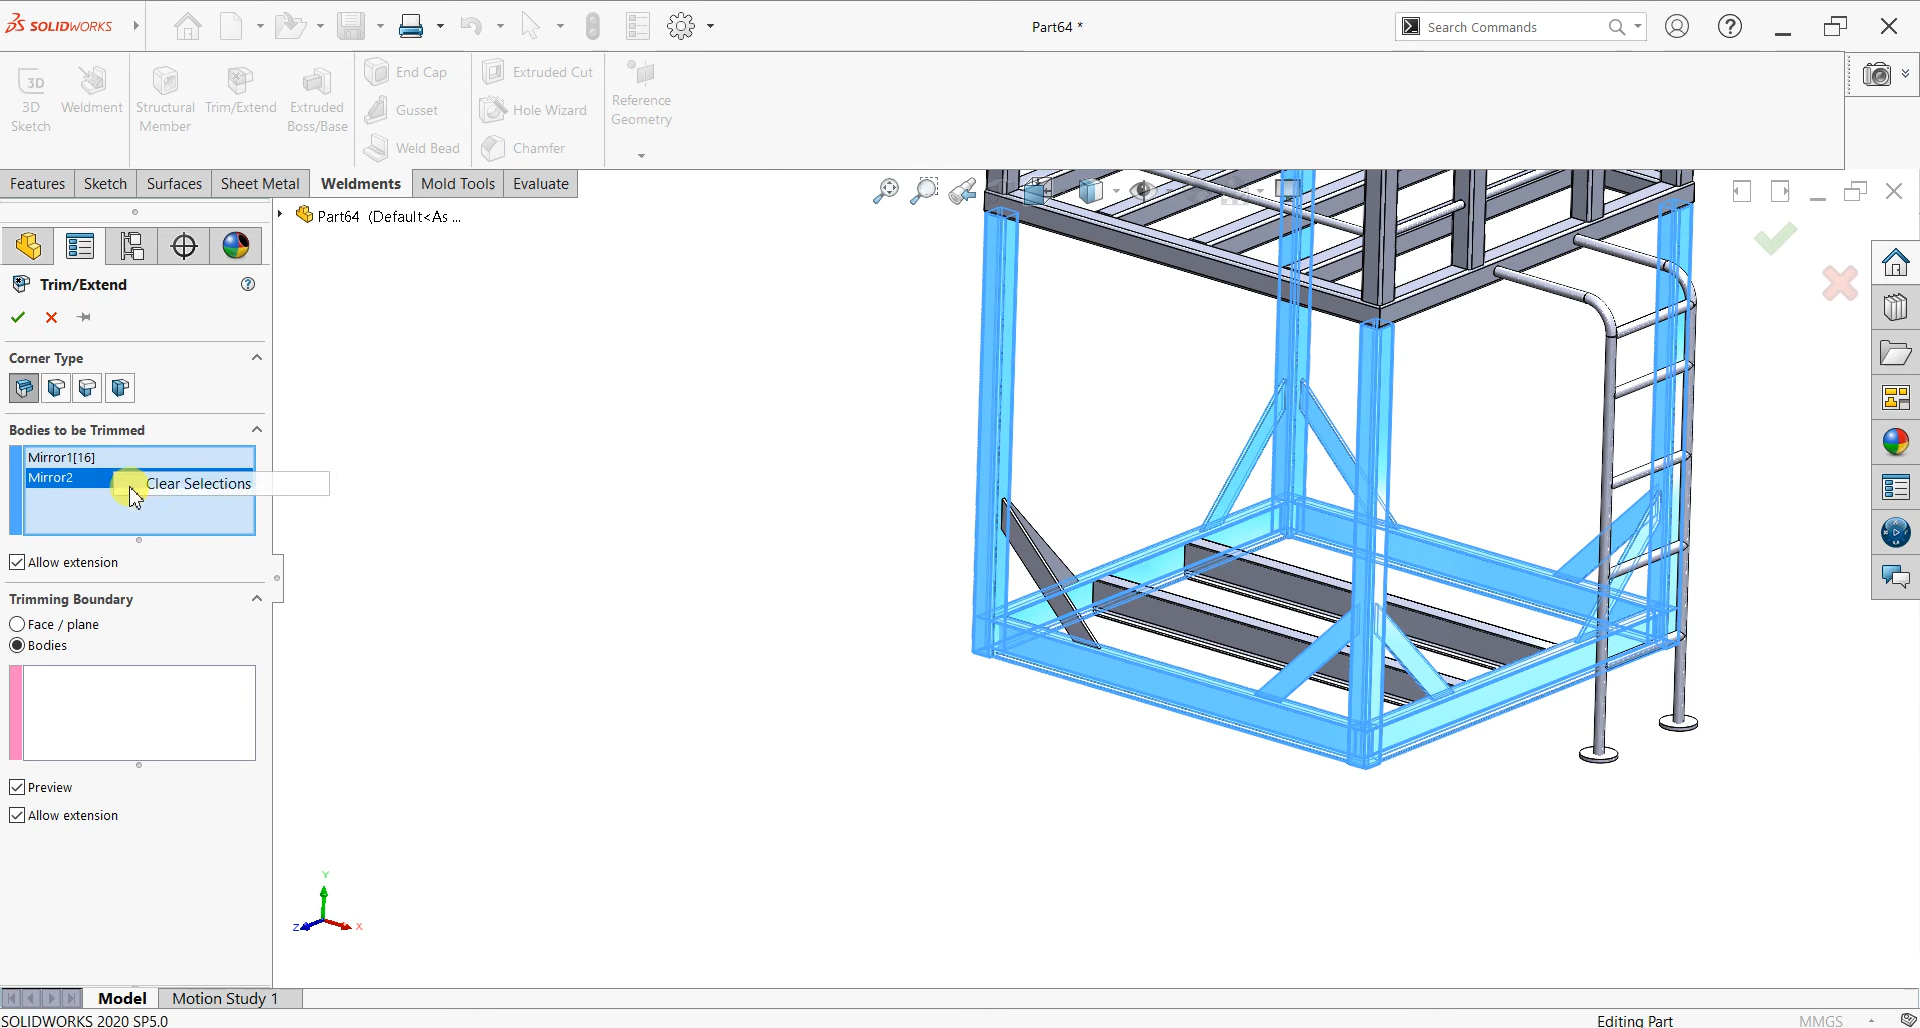 SOLIDWORKS
Part64 *
Search Commands
3D
Sketch
Weldment
Structural
Member
Trim/Extend
Extruded
Boss/Base
End Cap
Gusset
Weld Bead
Extruded Cut
Hole Wizard
Chamfer
Reference
Geometry
Features
Sketch
Surfaces
Sheet Metal
Weldments
Mold Tools
Evaluate
Part64 (Default<As ...
Trim/Extend
Corner Type
Bodies to be Trimmed
Mirror1[16]
Mirror2
Clear Selections
Allow extension
Trimming Boundary
Face / plane
Bodies
Preview
Allow extension
Y
Z
X
Model
Motion Study 1
SOLIDWORKS 2020 SP5.0
Editing Part
MMGS